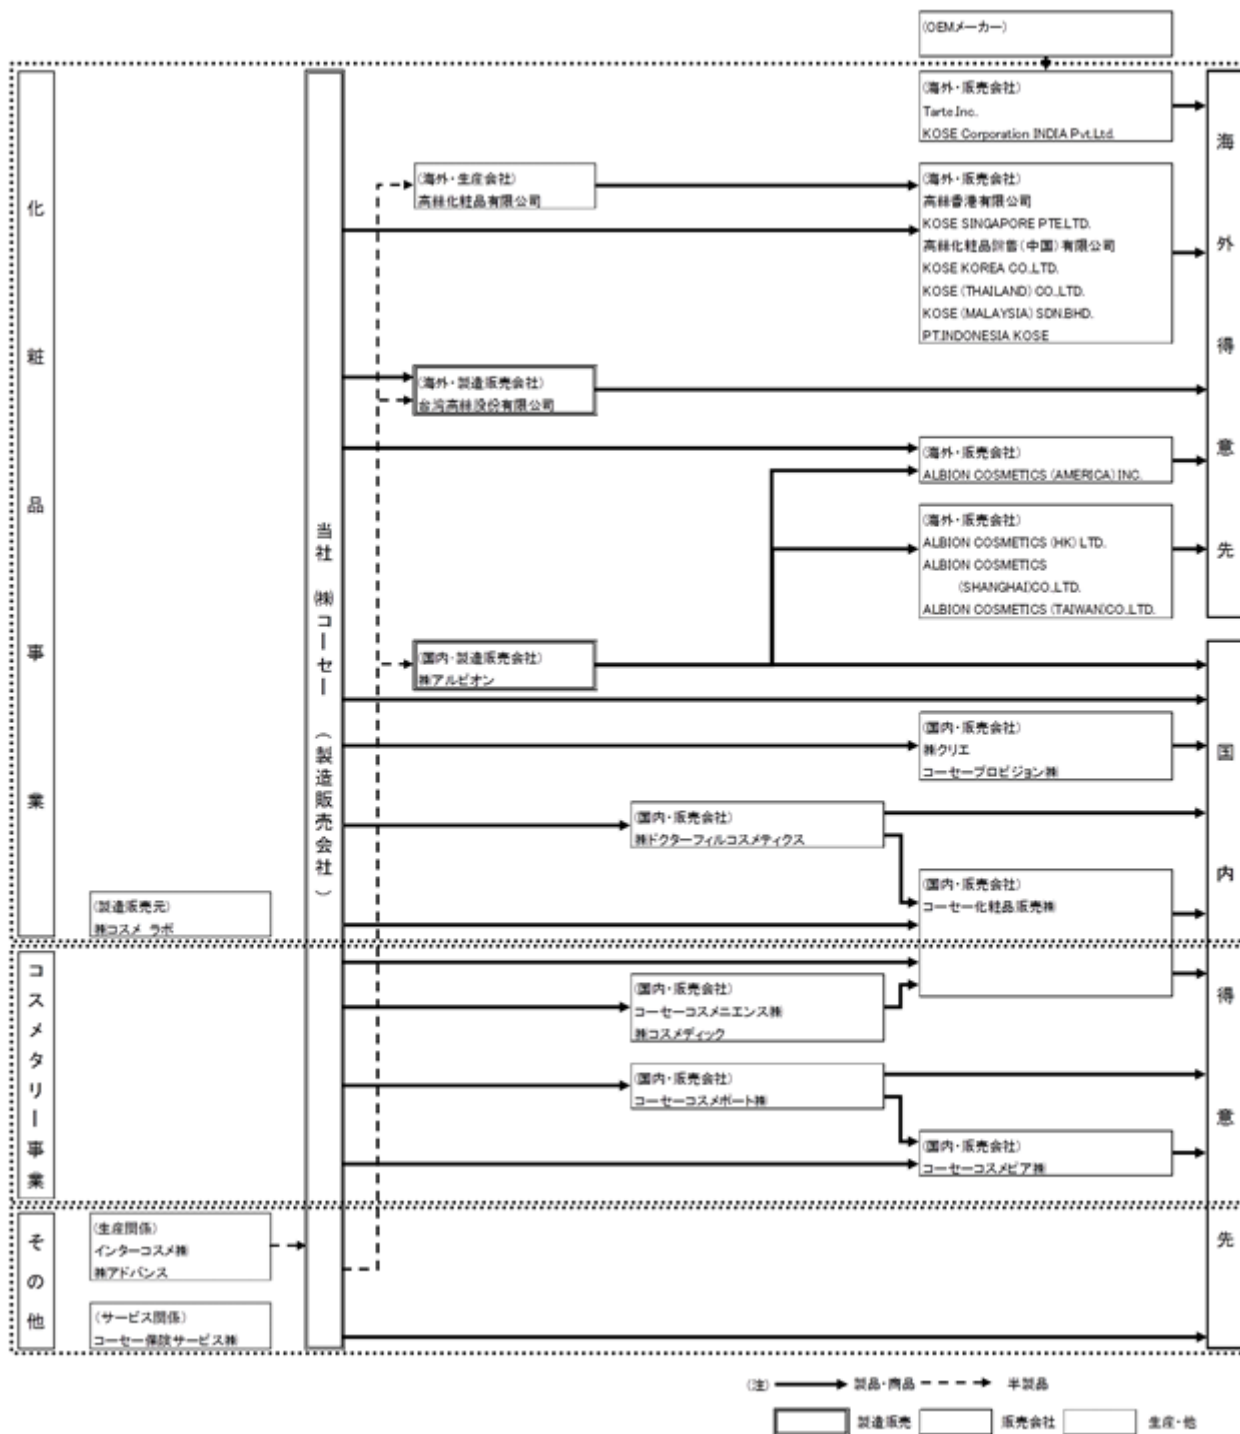 (OEMメーカー)
(海外・販売会社)
Tarte,Inc.
KOSE Corporation INDIA Pvt.Ltd.
(海外・生産会社)
高絲化粧品有限公司
(海外・販売会社)
高絲香港有限公司
KOSE SINGAPORE PTE.LTD.
高絲化粧品銷售(中国)有限公司
KOSE KOREA CO.,LTD.
KOSE (THAILAND) CO.,LTD.
KOSE (MALAYSIA) SDN.BHD.
PT.INDONESIA KOSE
(海外・製造販売会社)
台湾高絲股份有限公司
(海外・販売会社)
ALBION COSMETICS (AMERICA) INC.
(海外・販売会社)
ALBION COSMETICS (HK) LTD.
ALBION COSMETICS
(SHANGHAI)CO.,LTD.
ALBION COSMETICS (TAIWAN)CO.,LTD.
(国内・製造販売会社)
㈱アルビオン
(国内・販売会社)
㈱クリエ
コーセープロビジョン㈱
(国内・販売会社)
㈱ドクターフィルコスメティクス
(国内・販売会社)
コーセー化粧品販売㈱
(製造販売元)
㈱コスメ ラボ
(国内・販売会社)
コーセーコスメニエンス㈱
㈱コスメディック
(国内・販売会社)
コーセーコスメポート㈱
(国内・販売会社)
コーセーコスメピア㈱
(生産関係)
インターコスメ㈱
㈱アドバンス
(サービス関係)
コーセー保険サービス㈱
化粧品事業
コスメタリー事業
その他
当社 ㈱コーセー (製造販売会社)
海外得意先
国内得意先
(注) 製品・商品 半製品
製造販売 販売会社 生産・他